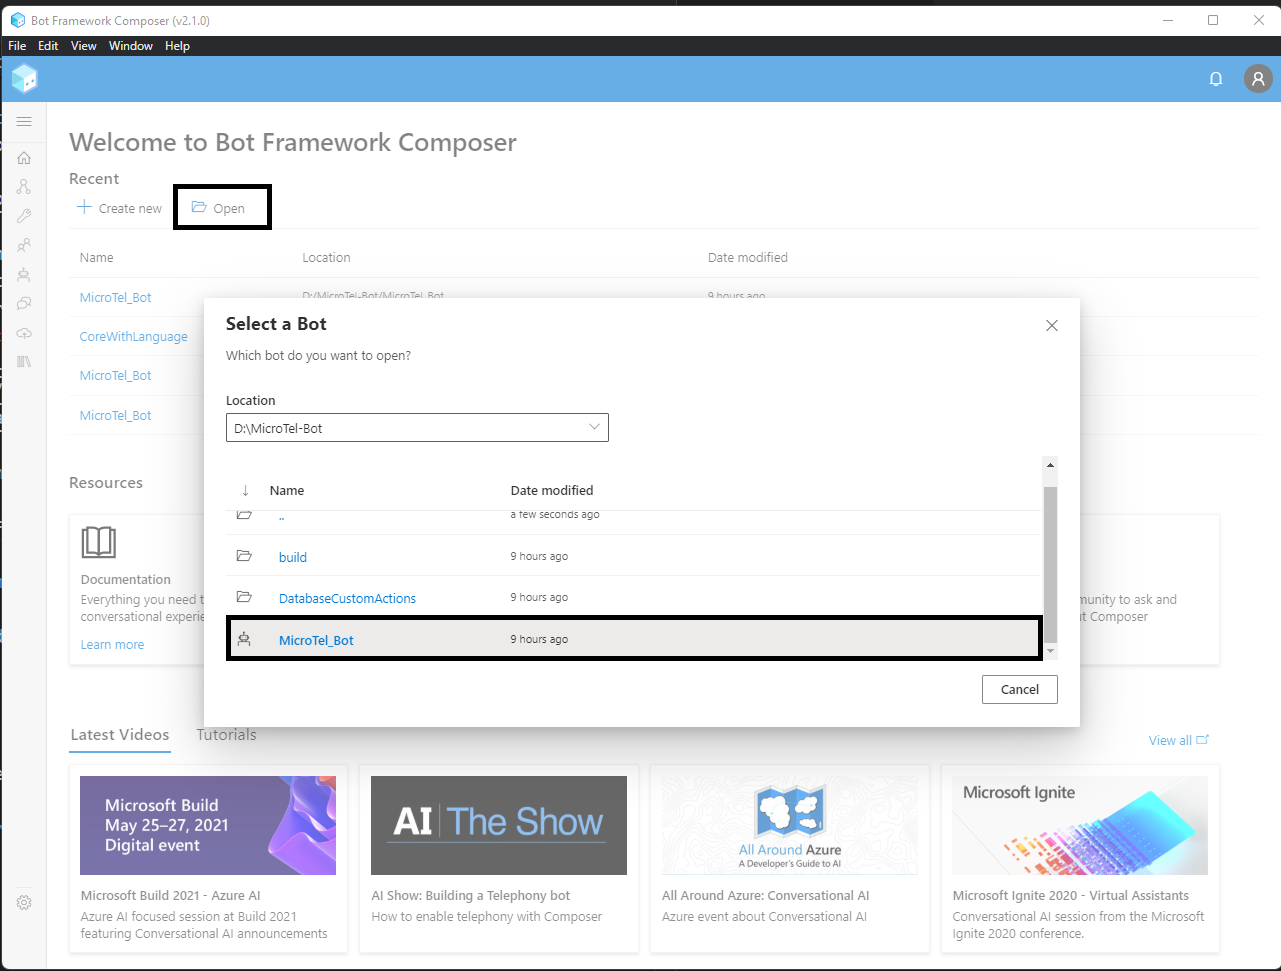 Bot Framework Composer (v2.1.0)
File Edit View Window Help
Welcome to Bot Framework Composer
Recent
Create new Open
Name Location Date modified
MicroTel_Bot D:/MicroTel-Bot/MicroTel_Bot 9 hours ago
CoreWithLanguage
MicroTel_Bot
MicroTel_Bot
Select a Bot
Which bot do you want to open?
Location
D:\MicroTel-Bot
Name Date modified
.. a few seconds ago
build 9 hours ago
DatabaseCustomActions 9 hours ago
MicroTel_Bot 9 hours ago
Cancel
Resources
Documentation
Everything you need t
conversational experie
Learn more
munity to ask and
t Composer
Latest Videos Tutorials
View all
Microsoft Build
May 25–27, 2021
Digital event
Microsoft Build 2021 - Azure AI
Azure AI focused session at Build 2021
featuring Conversational AI announcements
AI The Show
AI Show: Building a Telephony bot
How to enable telephony with Composer
All Around Azure
A Developer's Guide to AI
All Around Azure: Conversational AI
Azure event about Conversational AI
Microsoft Ignite
Microsoft Ignite 2020 - Virtual Assistants
Conversational AI session from the Microsoft
Ignite 2020 conference.